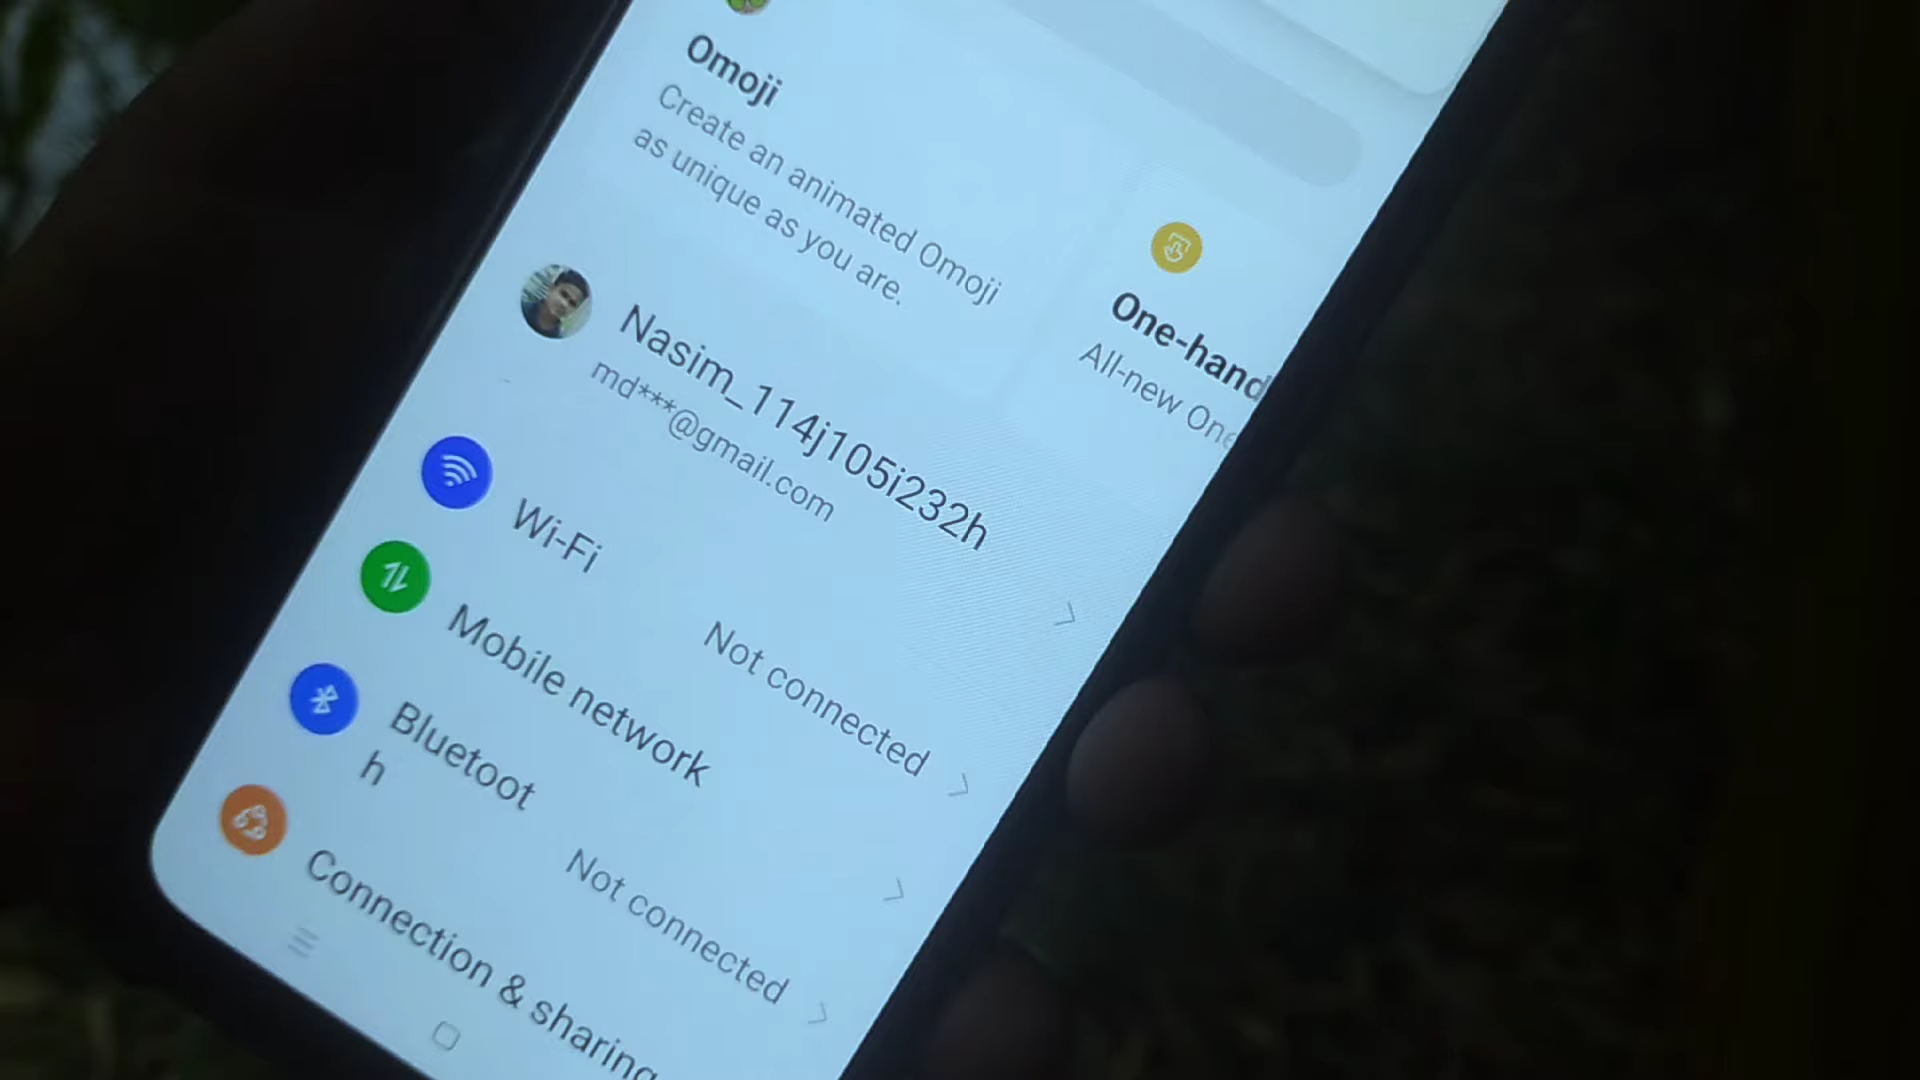 Omoji
Create an animated Omoji
as unique as you are.
One-hand
All-new One
Nasim_114j105i232h
md***@gmail.com
Wi-Fi
Not connected
Mobile network
Bluetoot
h
Not connected
Connection & sharing